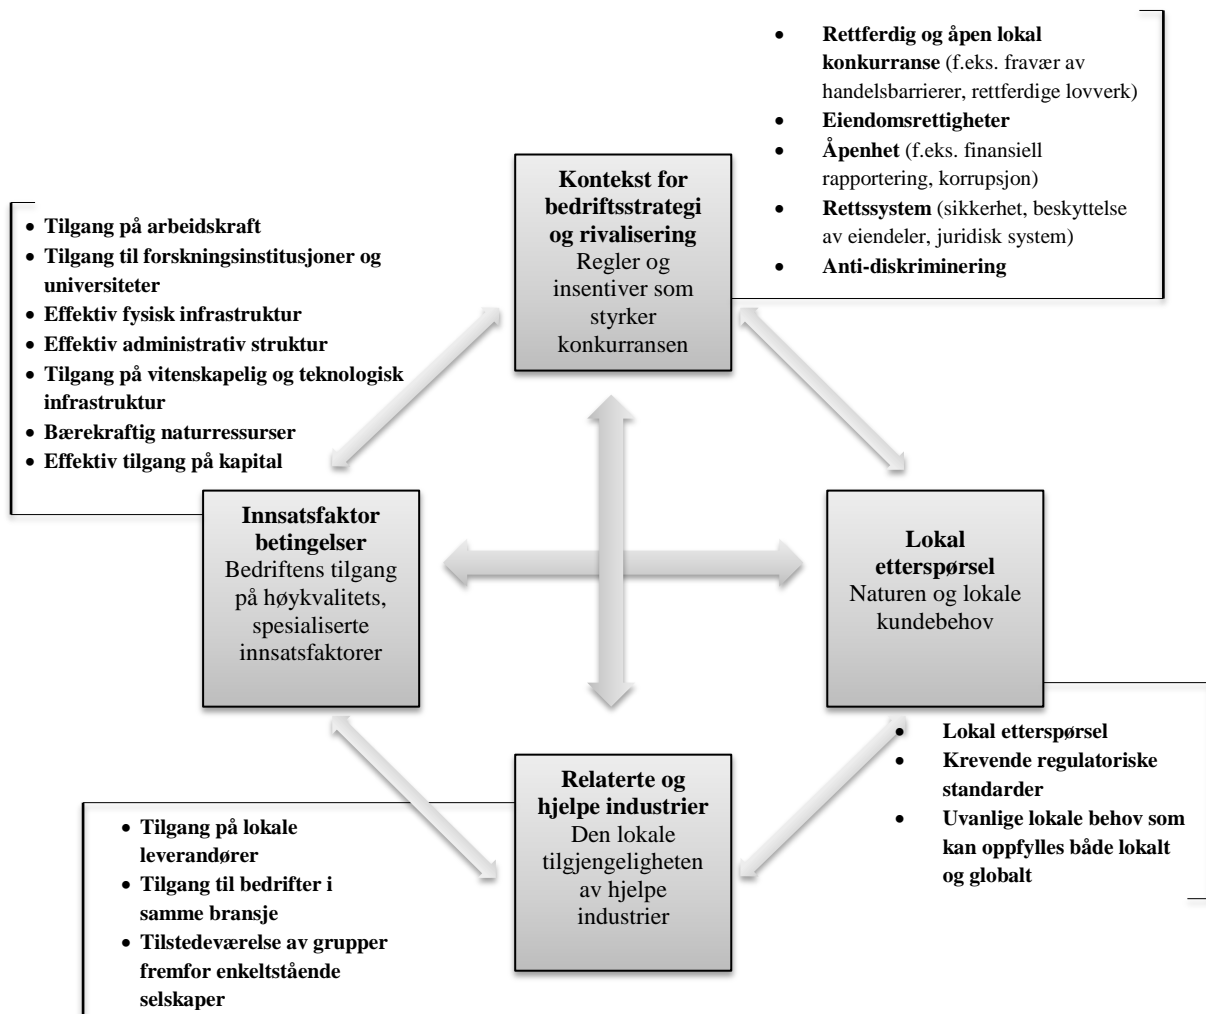 • Rettferdig og åpen lokal
konkurranse (f.eks. fravær av
handelsbarrierer, rettferdige lovverk)
• Eiendomsrettigheter
• Åpenhet (f.eks. finansiell
rapportering, korrupsjon)
• Rettssystem (sikkerhet, beskyttelse
av eiendeler, juridisk system)
• Anti-diskriminering
Kontekst for
bedriftsstrategi
og rivalisering
Regler og
insentiver som
styrker
konkurransen
• Tilgang på arbeidskraft
• Tilgang til forskningsinstitusjoner og
universiteter
• Effektiv fysisk infrastruktur
• Effektiv administrativ struktur
• Tilgang på vitenskapelig og teknologisk
infrastruktur
• Bærekraftig naturressurser
• Effektiv tilgang på kapital
Innsatsfaktor
betingelser
Bedriftens tilgang
på høykvalitets,
spesialiserte
innsatsfaktorer
Lokal
etterspørsel
Naturen og lokale
kundebehov
• Lokal etterspørsel
• Krevende regulatoriske
standarder
• Uvanlige lokale behov som
kan oppfylles både lokalt
og globalt
Relaterte og
hjelpe industrier
Den lokale
tilgjengeligheten
av hjelpe
industrier
• Tilgang på lokale
leverandører
• Tilgang til bedrifter i
samme bransje
• Tilstedeværelse av grupper
fremfor enkeltstående
selskaper